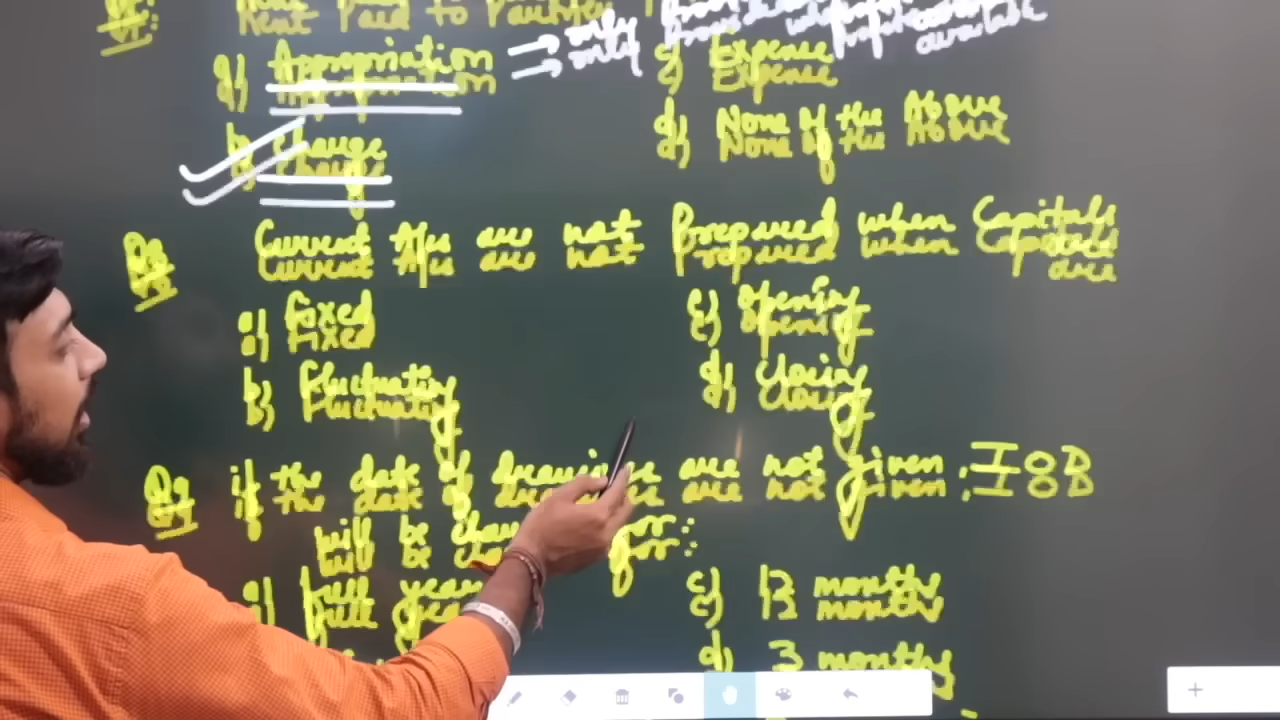 Rent Paid to Partner
a) Appropriation → only
c) Expense
b) Charge
d) None of the Above
Q8 Current A/cs are not Prepared when Capitals are
a) Fixed
c) Opening
b) Fluctuating
d) Closing
Q9 if the date of drawings are not given : IOD
will be for :
a) full year
c) 12 months
d) 3 months